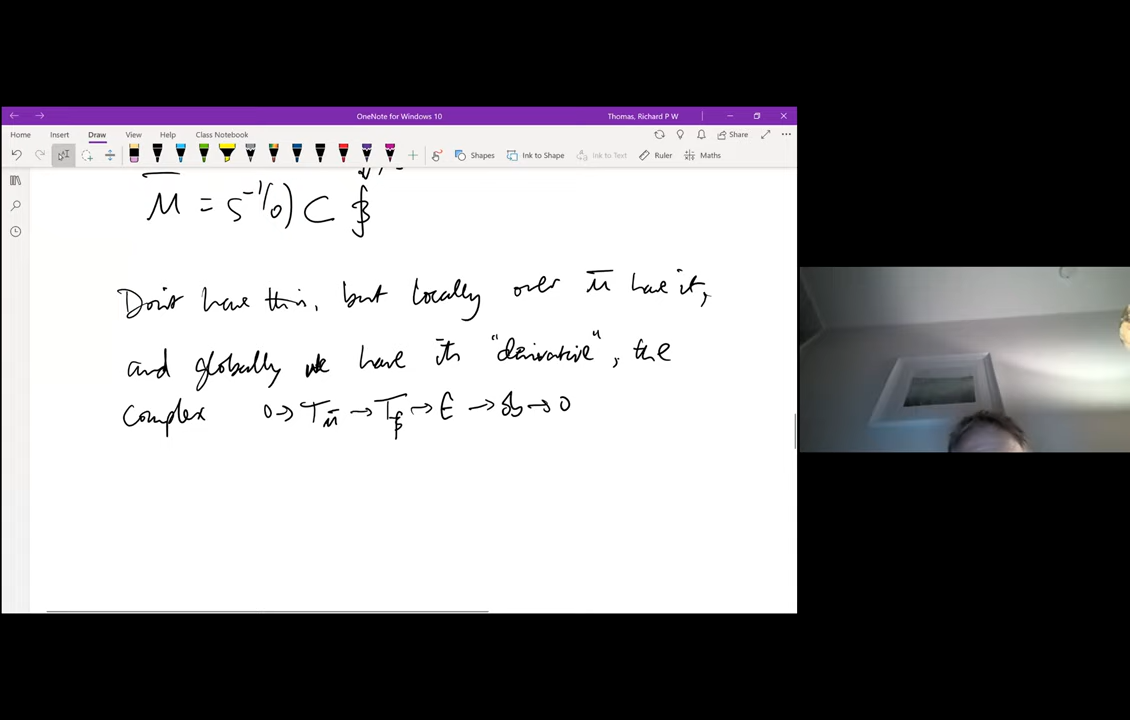 OneNote for Windows 10
Thomas, Richard P W
Home Insert Draw View Help Class Notebook
Share
Shapes Ink to Shape Ink to Text Ruler Maths
M̄ = s⁻¹(0) ⊂
Don't have this, but locally over M̄ have it,
and globally we have its "derivative", the
complex 0 → T_M̄ → T → E → Ob → 0